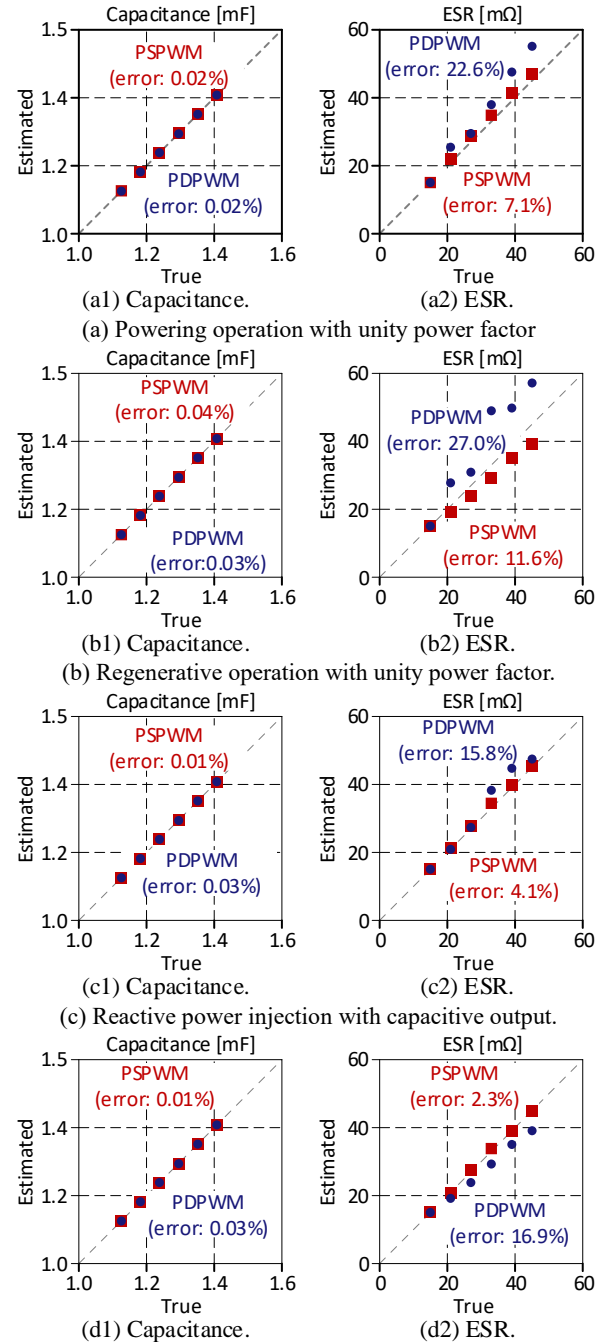 Capacitance [mF]
1.5
1.4
1.2
1.0
Estimated
PSPWM
(error: 0.02%)
PDPWM
(error: 0.02%)
1.0 1.2 1.4 1.6
True
(a1) Capacitance.
ESR [mΩ]
60
40
20
0
Estimated
PDPWM
(error: 22.6%)
PSPWM
(error: 7.1%)
0 20 40 60
True
(a2) ESR.
(a) Powering operation with unity power factor
Capacitance [mF]
1.5
1.4
1.2
1.0
Estimated
PSPWM
(error: 0.04%)
PDPWM
(error:0.03%)
1.0 1.2 1.4 1.6
True
(b1) Capacitance.
ESR [mΩ]
60
40
20
0
Estimated
PDPWM
(error: 27.0%)
PSPWM
(error: 11.6%)
0 20 40 60
True
(b2) ESR.
(b) Regenerative operation with unity power factor.
Capacitance [mF]
1.5
1.4
1.2
1.0
Estimated
PSPWM
(error: 0.01%)
PDPWM
(error: 0.03%)
1.0 1.2 1.4 1.6
True
(c1) Capacitance.
ESR [mΩ]
60
40
20
0
Estimated
PDPWM
(error: 15.8%)
PSPWM
(error: 4.1%)
0 20 40 60
True
(c2) ESR.
(c) Reactive power injection with capacitive output.
Capacitance [mF]
1.5
1.4
1.2
1.0
Estimated
PSPWM
(error: 0.01%)
PDPWM
(error: 0.03%)
1.0 1.2 1.4 1.6
True
(d1) Capacitance.
ESR [mΩ]
60
40
20
0
Estimated
PSPWM
(error: 2.3%)
PDPWM
(error: 16.9%)
0 20 40 60
True
(d2) ESR.